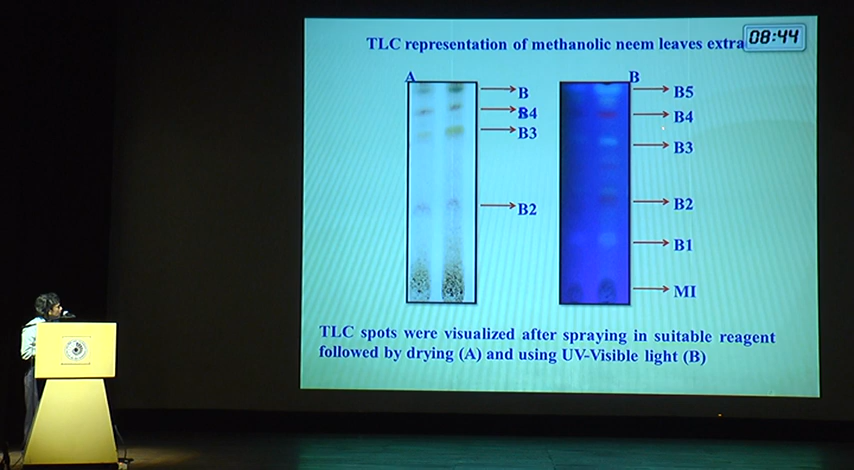 TLC representation of methanolic neem leaves extra
08:44
A
B
B
B4
B3
B2
B5
B4
B3
B2
B1
MI
TLC spots were visualized after spraying in suitable reagent
followed by drying (A) and using UV-Visible light (B)